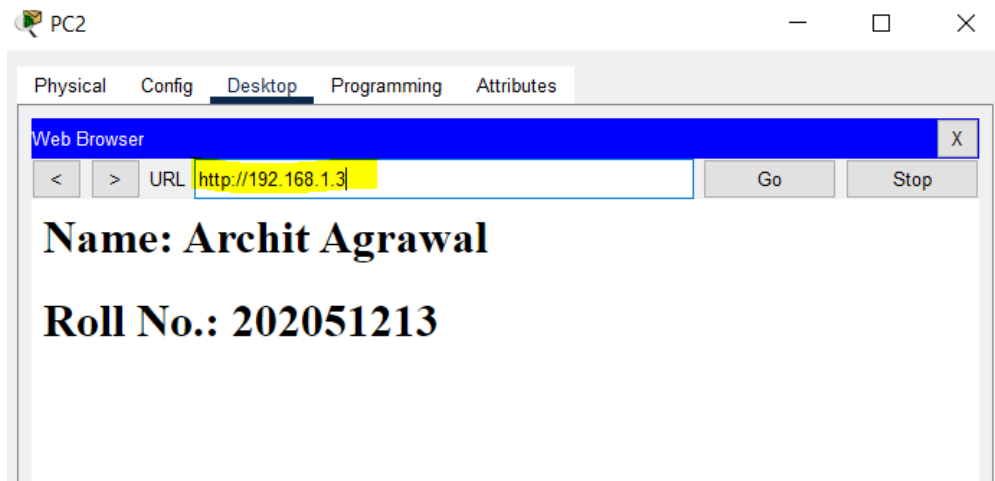 PC2
Physical Config Desktop Programming Attributes
Web Browser X
< > URL http://192.168.1.3 Go Stop
Name: Archit Agrawal
Roll No.: 202051213